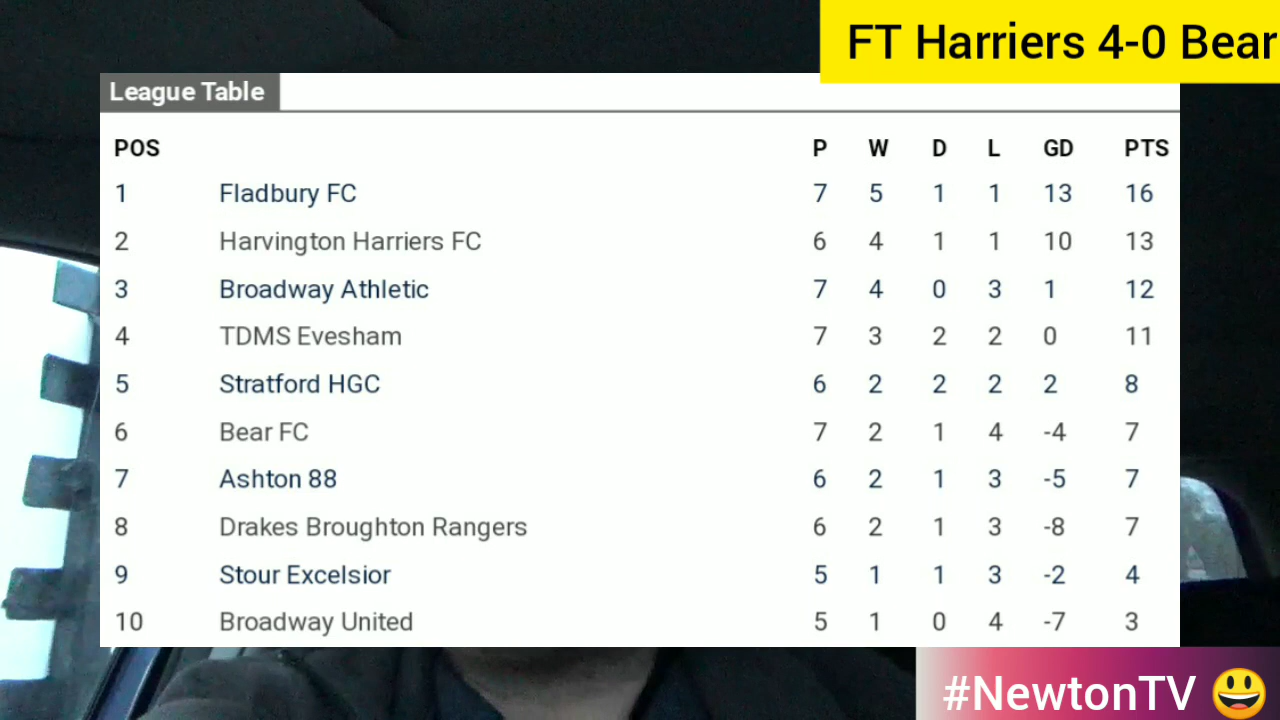 FT Harriers 4-0 Bear
League Table
POS P W D L GD PTS
1 Fladbury FC 7 5 1 1 13 16
2 Harvington Harriers FC 6 4 1 1 10 13
3 Broadway Athletic 7 4 0 3 1 12
4 TDMS Evesham 7 3 2 2 0 11
5 Stratford HGC 6 2 2 2 2 8
6 Bear FC 7 2 1 4 -4 7
7 Ashton 88 6 2 1 3 -5 7
8 Drakes Broughton Rangers 6 2 1 3 -8 7
9 Stour Excelsior 5 1 1 3 -2 4
10 Broadway United 5 1 0 4 -7 3
#NewtonTV 😃